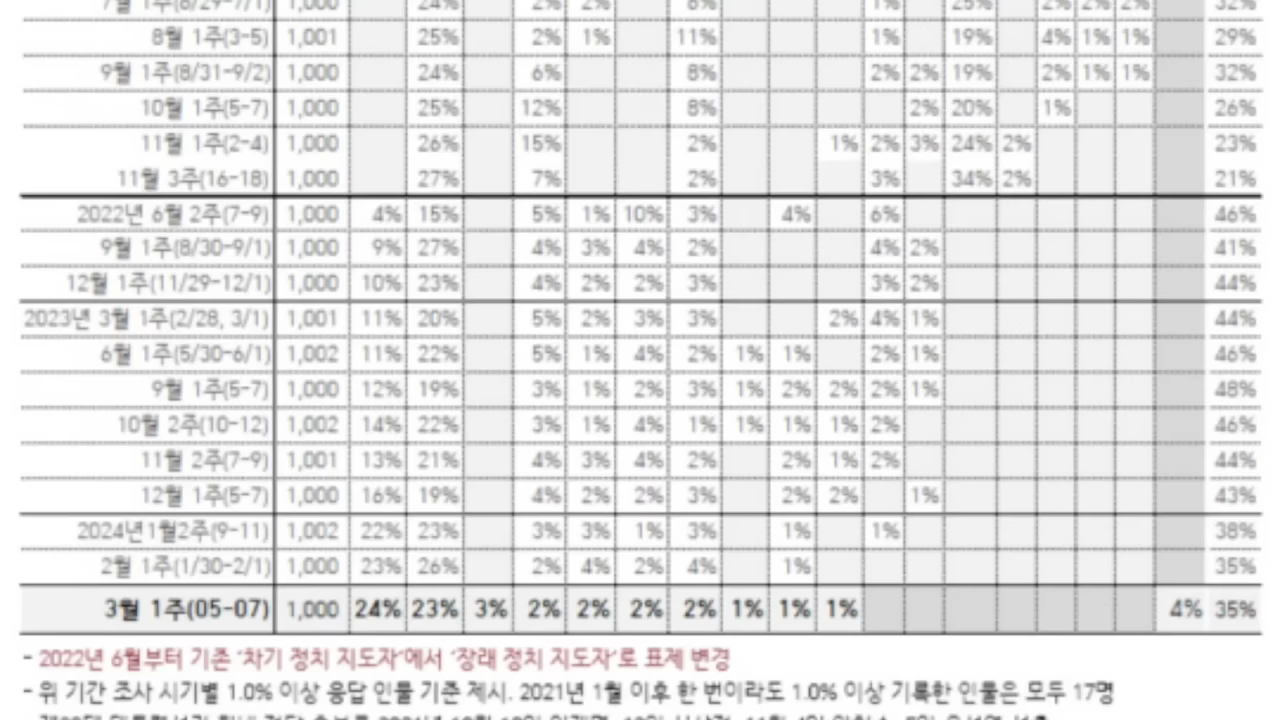 7월 1주(6/29-7/1) 1,000 24% 2% 2% 8% 1% 25% 2% 2% 2% 32%
8월 1주(3-5) 1,001 25% 2% 1% 11% 1% 19% 4% 1% 1% 29%
9월 1주(8/31-9/2) 1,000 24% 6% 8% 2% 2% 19% 2% 1% 1% 32%
10월 1주(5-7) 1,000 25% 12% 8% 2% 20% 1% 26%
11월 1주(2-4) 1,000 26% 15% 2% 1% 2% 3% 24% 2% 23%
11월 3주(16-18) 1,000 27% 7% 2% 3% 34% 2% 21%
2022년 6월 2주(7-9) 1,000 4% 15% 5% 1% 10% 3% 4% 6% 46%
9월 1주(8/30-9/1) 1,000 9% 27% 4% 3% 4% 2% 4% 2% 41%
12월 1주(11/29-12/1) 1,000 10% 23% 4% 2% 2% 3% 3% 2% 44%
2023년 3월 1주(2/28, 3/1) 1,001 11% 20% 5% 2% 3% 3% 2% 4% 1% 44%
6월 1주(5/30-6/1) 1,002 11% 22% 5% 1% 4% 2% 1% 1% 2% 1% 46%
9월 1주(5-7) 1,000 12% 19% 3% 1% 2% 3% 1% 2% 2% 2% 1% 48%
10월 2주(10-12) 1,002 14% 22% 3% 1% 4% 1% 1% 1% 1% 2% 46%
11월 2주(7-9) 1,001 13% 21% 4% 3% 4% 2% 2% 1% 2% 44%
12월 1주(5-7) 1,000 16% 19% 4% 2% 2% 3% 2% 2% 1% 43%
2024년1월2주(9-11) 1,002 22% 23% 3% 3% 1% 3% 1% 1% 38%
2월 1주(1/30-2/1) 1,000 23% 26% 2% 4% 2% 4% 1% 35%
3월 1주(05-07) 1,000 24% 23% 3% 2% 2% 2% 2% 1% 1% 1% 4% 35%
- 2022년 6월부터 기존 '차기 정치 지도자'에서 '장래 정치 지도자'로 표제 변경
- 위 기간 조사 시기별 1.0% 이상 응답 인물 기준 제시. 2021년 1월 이후 한 번이라도 1.0% 이상 기록한 인물은 모두 17명